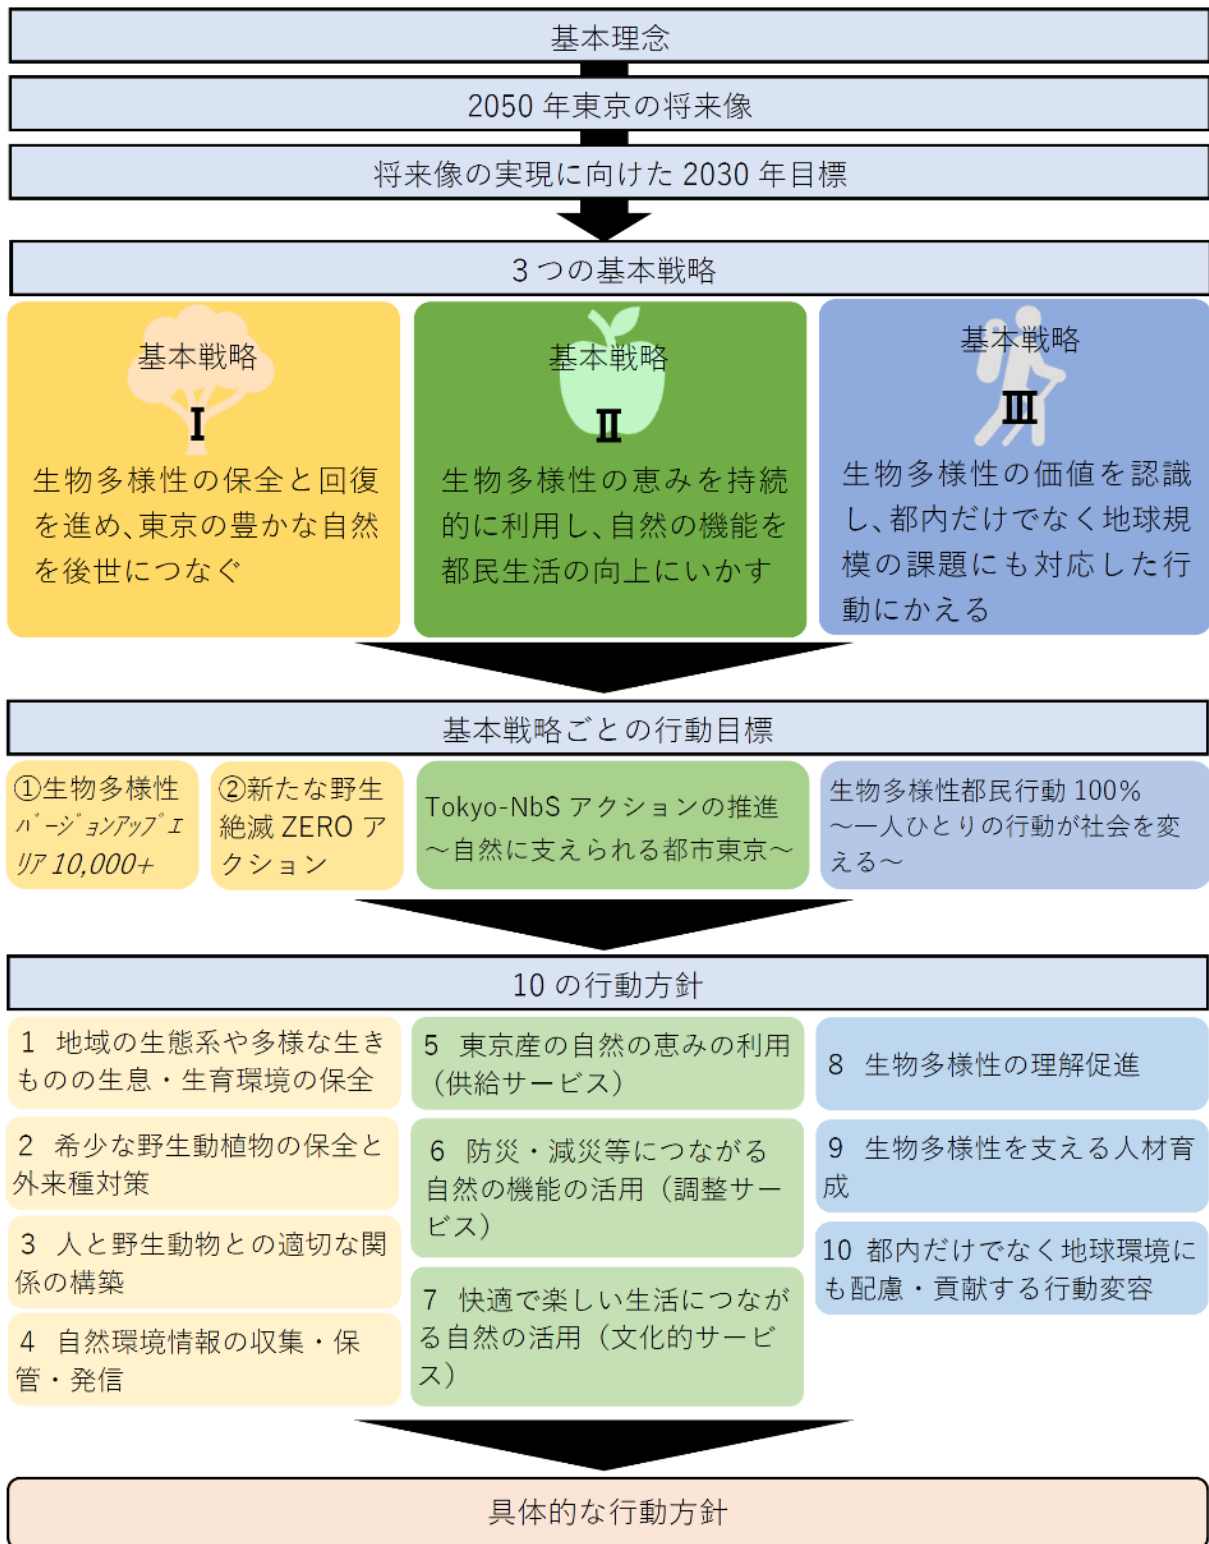 基本理念
2050 年東京の将来像
将来像の実現に向けた 2030 年目標
3 つの基本戦略
基本戦略
Ⅰ
生物多様性の保全と回復
を進め、東京の豊かな自然
を後世につなぐ
基本戦略
Ⅱ
生物多様性の恵みを持続
的に利用し、自然の機能を
都民生活の向上にいかす
基本戦略
Ⅲ
生物多様性の価値を認識
し、都内だけでなく地球規
模の課題にも対応した行
動にかえる
基本戦略ごとの行動目標
①生物多様性
ﾊﾞｰｼﾞｮﾝｱｯﾌﾟｴ
ﾘｱ 10,000+
②新たな野生
絶滅 ZERO ア
クション
Tokyo-NbS アクションの推進
～自然に支えられる都市東京～
生物多様性都民行動 100%
～一人ひとりの行動が社会を変
える～
10 の行動方針
1 地域の生態系や多様な生き
ものの生息・生育環境の保全
2 希少な野生動植物の保全と
外来種対策
3 人と野生動物との適切な関
係の構築
4 自然環境情報の収集・保
管・発信
5 東京産の自然の恵みの利用
（供給サービス）
6 防災・減災等につながる
自然の機能の活用（調整サー
ビス）
7 快適で楽しい生活につなが
る自然の活用（文化的サービ
ス）
8 生物多様性の理解促進
9 生物多様性を支える人材育
成
10 都内だけでなく地球環境に
も配慮・貢献する行動変容
具体的な行動方針